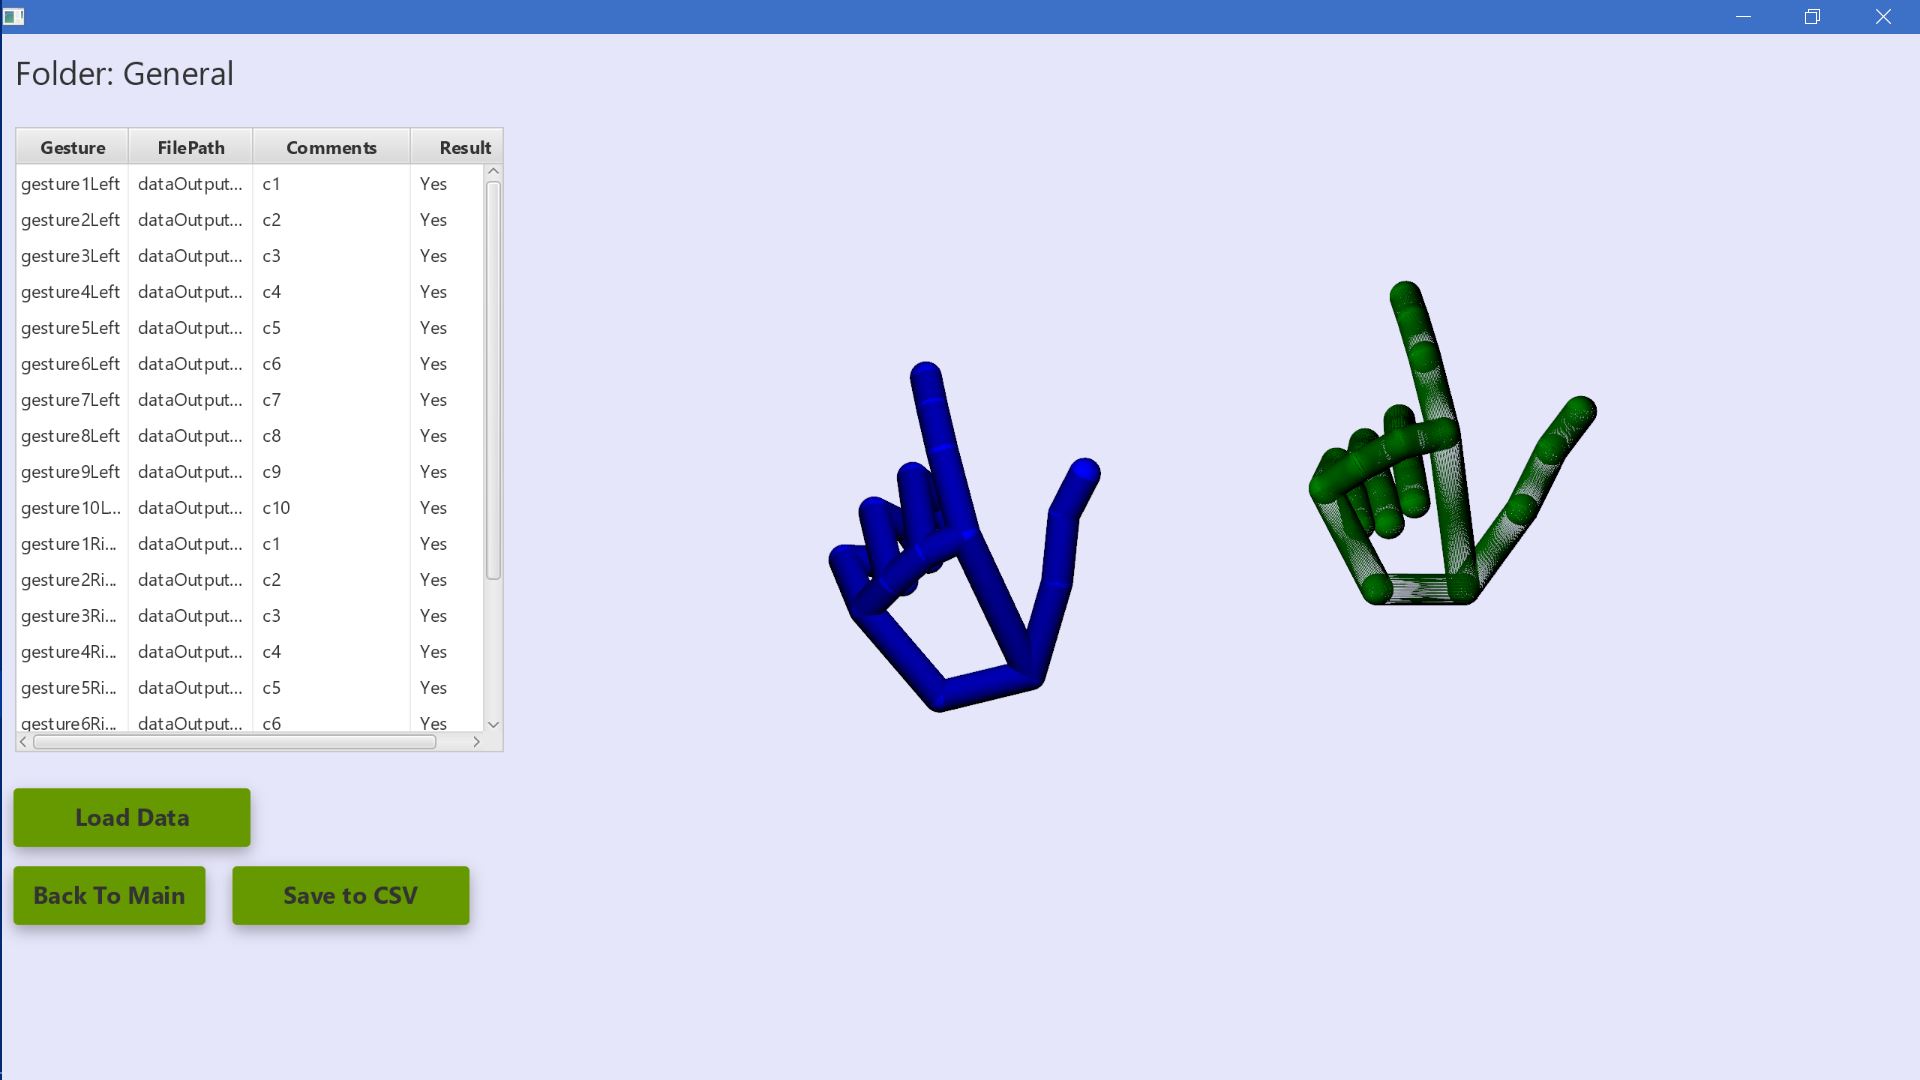 Folder: General
Gesture FilePath Comments Result
gesture1Left dataOutput... c1 Yes
gesture2Left dataOutput... c2 Yes
gesture3Left dataOutput... c3 Yes
gesture4Left dataOutput... c4 Yes
gesture5Left dataOutput... c5 Yes
gesture6Left dataOutput... c6 Yes
gesture7Left dataOutput... c7 Yes
gesture8Left dataOutput... c8 Yes
gesture9Left dataOutput... c9 Yes
gesture10L... dataOutput... c10 Yes
gesture1Ri... dataOutput... c1 Yes
gesture2Ri... dataOutput... c2 Yes
gesture3Ri... dataOutput... c3 Yes
gesture4Ri... dataOutput... c4 Yes
gesture5Ri... dataOutput... c5 Yes
gesture6Ri... dataOutput... c6 Yes
Load Data
Back To Main Save to CSV